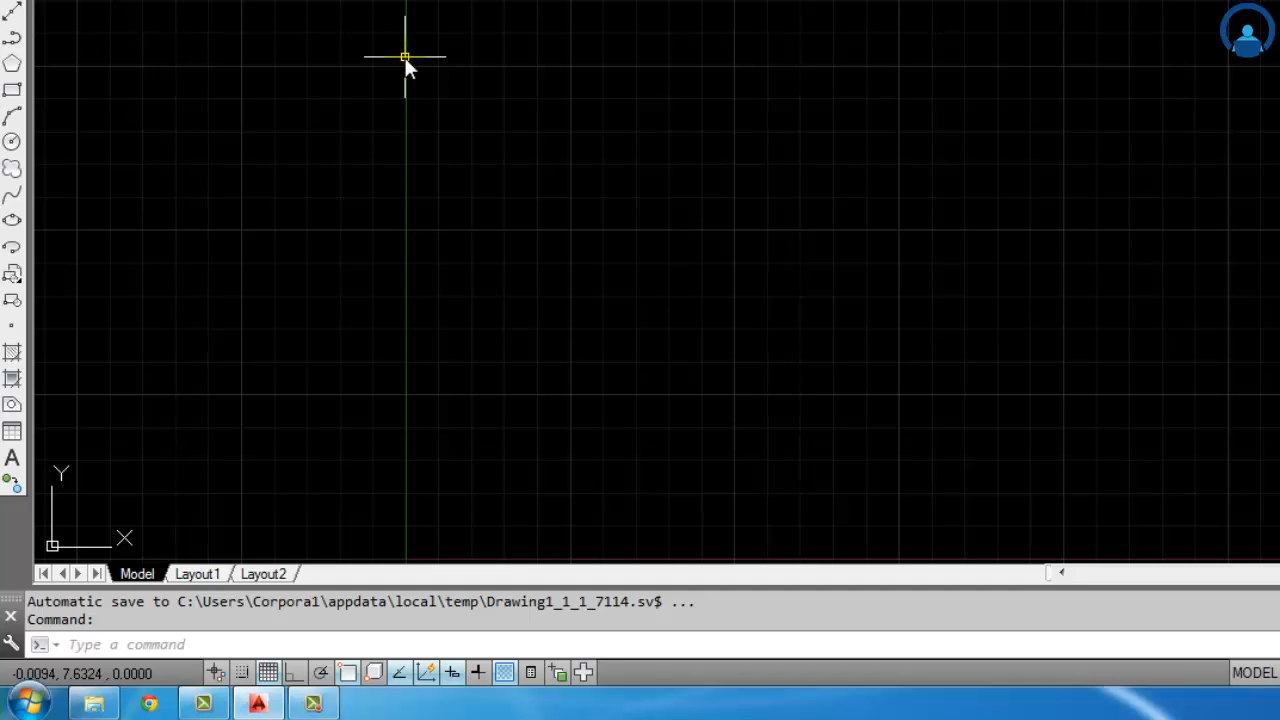 Y
X
Model Layout1 Layout2
Automatic save to C:\Users\Corpora1\appdata\local\temp\Drawing1_1_1_7114.sv$ ...
Command:
Type a command
-0.0094, 7.6324 , 0.0000 MODEL